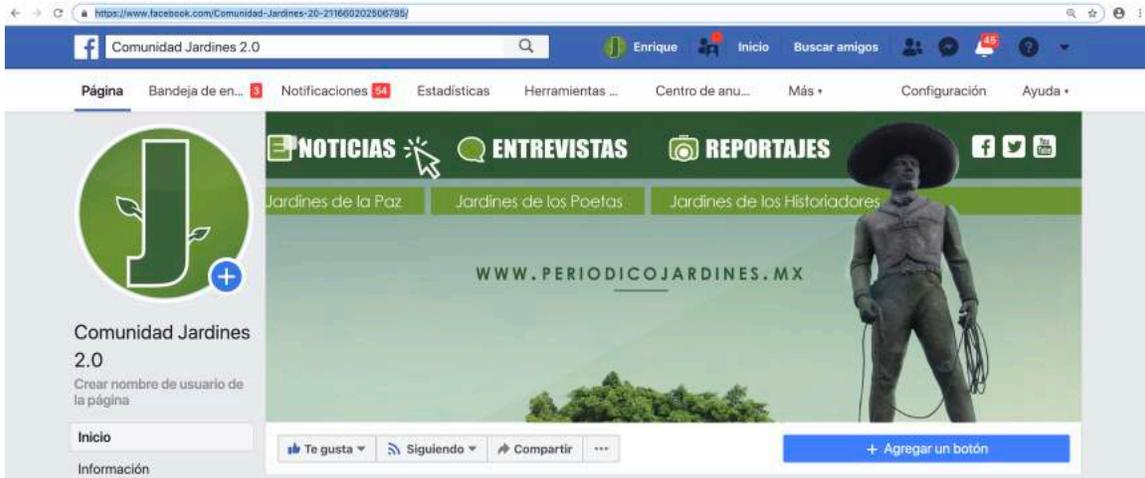 https://www.facebook.com/Comunidad-Jardines-20-211660202506785/
Comunidad Jardines 2.0
Enrique
Inicio
Buscar amigos
45
Página
Bandeja de en... 3
Notificaciones 54
Estadísticas
Herramientas ...
Centro de anu...
Más
Configuración
Ayuda
NOTICIAS
ENTREVISTAS
REPORTAJES
You Tube
Jardines de la Paz
Jardines de los Poetas
Jardines de los Historiadores
WWW.PERIODICOJARDINES.MX
J
Comunidad Jardines
2.0
Crear nombre de usuario de
la página
Inicio
Información
Te gusta
Siguiendo
Compartir
+ Agregar un botón